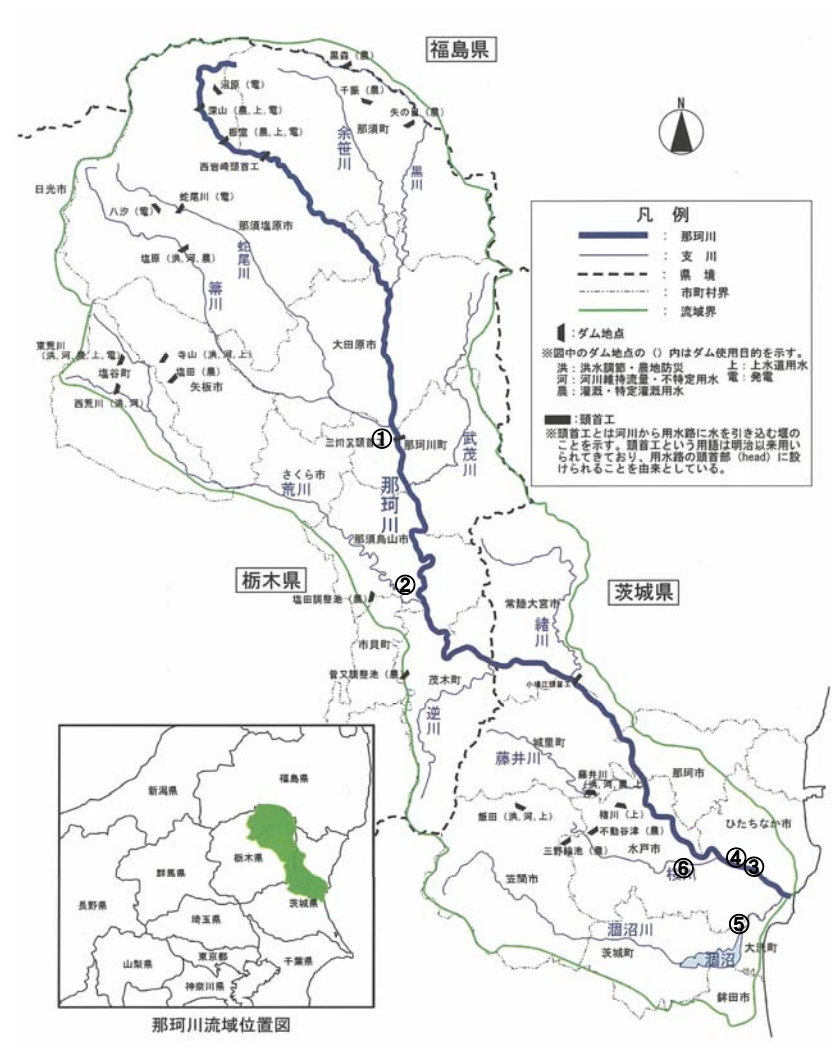 福島県
黒森（農）
沼原（電）
千振（農）
深山（農,上,電）
矢の目（農）
那須町
板室（農,上,電）
余笹川
西岩崎頭首工
黒川
N
日光市
蛇尾川（電）
八汐（電）
那須塩原市
塩原（洪,河,農）
蛇尾川
箒川
凡 例
：那珂川
：支 川
：県 境
：市町村界
：流域界
：ダム地点
※図中のダム地点の（）内はダム使用目的を示す。
洪：洪水調節・農地防災 上：上水道用水
河：河川維持流量・不特定用水 電：発電
農：灌漑・特定灌漑用水
：頭首工
※頭首工とは河川から用水路に水を引き込む堰の
ことを示す。頭首工という用語は明治以来用い
られてきており、用水路の頭首部（head）に設
けられることを由来としている。
大田原市
東荒川
（洪,河,農,上,電）
寺山（洪,河,上）
塩谷町
塩田（農）
矢板市
西荒川（洪,河）
三川又頭首
①
那珂川町
武茂川
さくら市
荒川
那珂川
那須烏山市
栃木県
②
塩田調整池（農）
茨城県
常陸大宮市
緒川
市貝町
菅又調整池（農）
茂木町
小場江頭首工
逆川
城里町
藤井川
藤井川
（洪,河,農,上）
那珂市
飯田（洪,河,上）
楮川（上）
不動谷津（農）
ひたちなか市
三野輪池（農）
水戸市
④
③
⑥
笠間市
⑤
涸沼川
茨城町
涸沼
大洗町
鉾田市
新潟県
福島県
栃木県
群馬県
茨城県
長野県
埼玉県
山梨県
東京都
千葉県
神奈川県
那珂川流域位置図